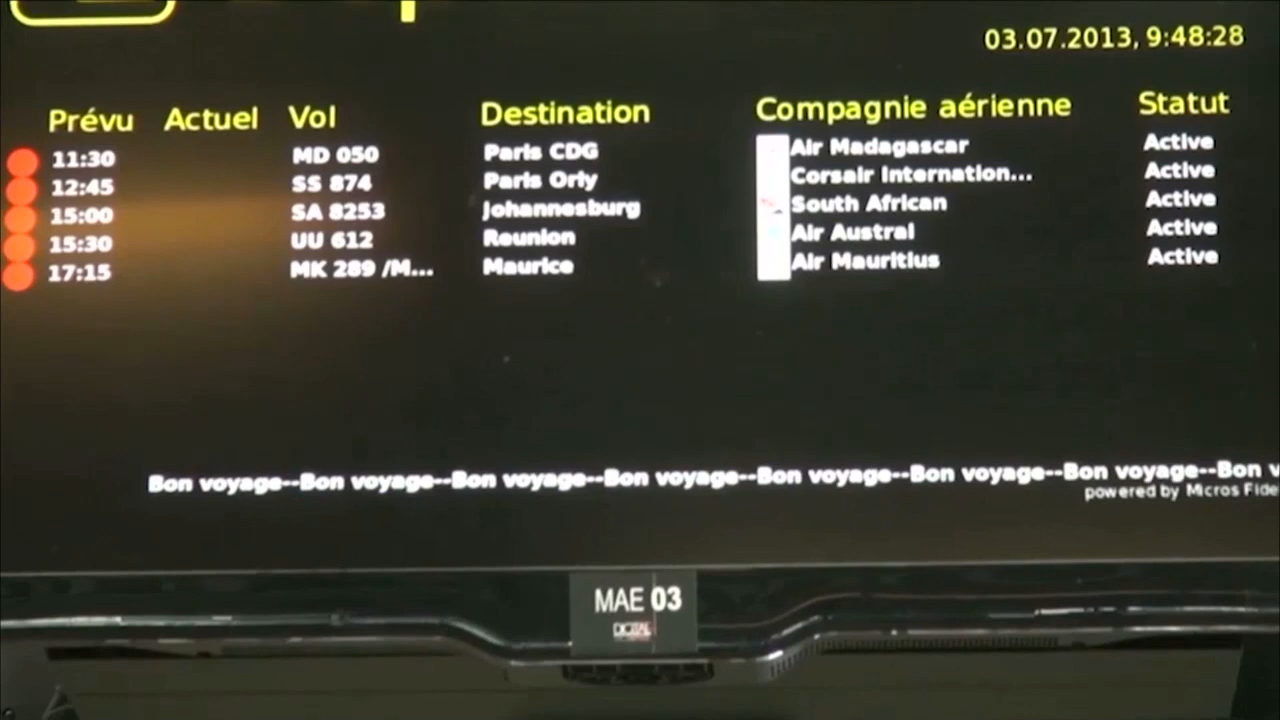 03.07.2013, 9:48:28
Prévu Actuel Vol Destination Compagnie aérienne Statut
11:30 MD 050 Paris CDG Air Madagascar Active
12:45 SS 874 Paris Orly Corsair Internation... Active
15:00 SA 8253 Johannesburg South African Active
15:30 UU 612 Reunion Air Austral Active
17:15 MK 289 /M... Maurice Air Mauritius Active
Bon voyage--Bon voyage--Bon voyage--Bon voyage--Bon voyage--Bon voyage--Bon voyage--Bon v
powered by Micros Fide
MAE 03
DIGITAL